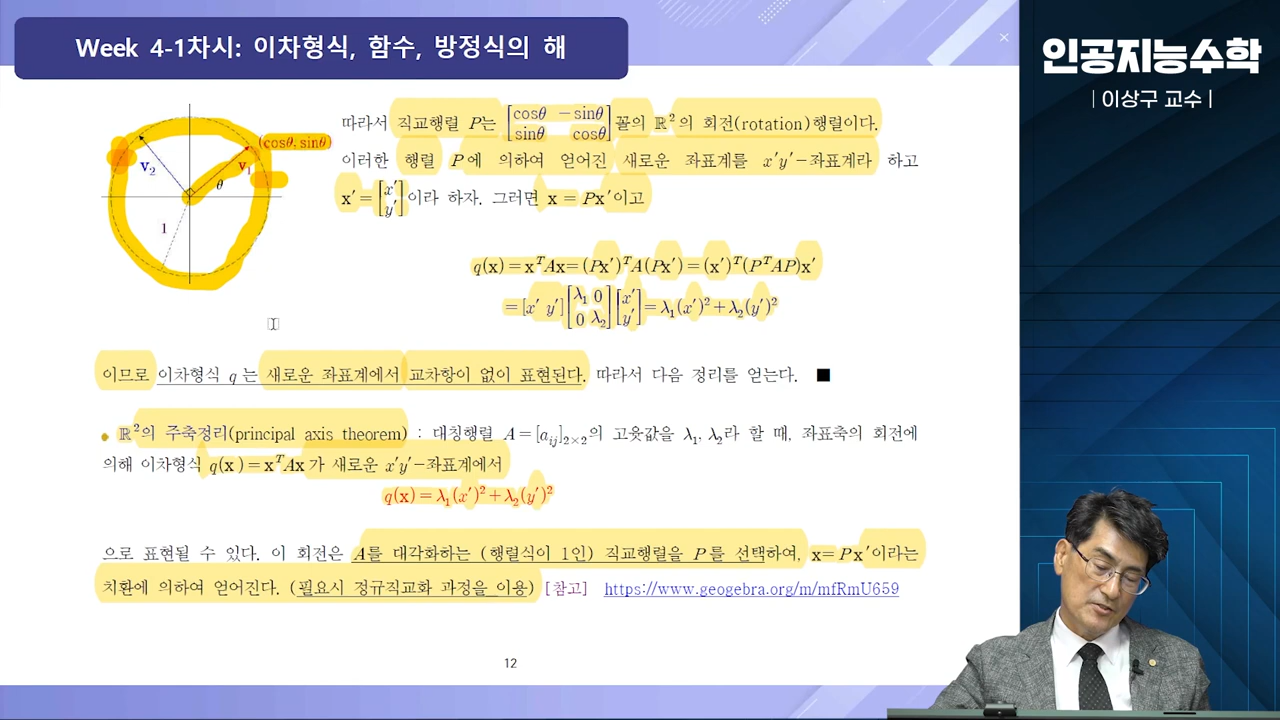 Week 4-1차시: 이차형식, 함수, 방정식의 해
인공지능수학
| 이상구 교수 |
(cosθ, sinθ)
v₂
v₁
θ
1
따라서 직교행렬 P는 [cosθ −sinθ; sinθ cosθ] 꼴의 ℝ²의 회전(rotation)행렬이다.
이러한 행렬 P에 의하여 얻어진 새로운 좌표계를 x′y′−좌표계라 하고
x′=[x′; y′]이라 하자. 그러면 x = Px′이고
q(x)=xᵀAx=(Px′)ᵀA(Px′)=(x′)ᵀ(PᵀAP)x′
=[x′ y′][λ₁ 0; 0 λ₂][x′; y′]=λ₁(x′)²+λ₂(y′)²
이므로 이차형식 q는 새로운 좌표계에서 교차항이 없이 표현된다. 따라서 다음 정리를 얻는다. ■
• ℝ²의 주축정리(principal axis theorem) : 대칭행렬 A=[aᵢⱼ]₂ₓ₂의 고윳값을 λ₁, λ₂라 할 때, 좌표축의 회전에
의해 이차형식 q(x)=xᵀAx가 새로운 x′y′−좌표계에서
q(x)=λ₁(x′)²+λ₂(y′)²
으로 표현될 수 있다. 이 회전은 A를 대각화하는 (행렬식이 1인) 직교행렬을 P를 선택하여, x=Px′이라는
치환에 의하여 얻어진다. (필요시 정규직교화 과정을 이용) [참고] https://www.geogebra.org/m/mfRmU659
12